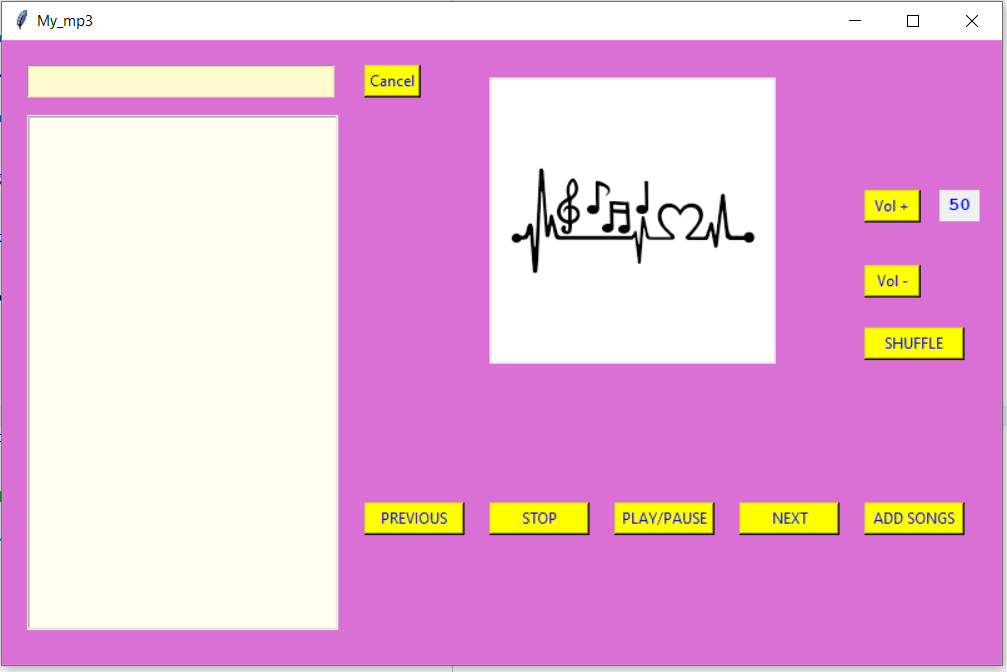 My_mp3
Cancel
Vol +
50
Vol -
SHUFFLE
PREVIOUS
STOP
PLAY/PAUSE
NEXT
ADD SONGS